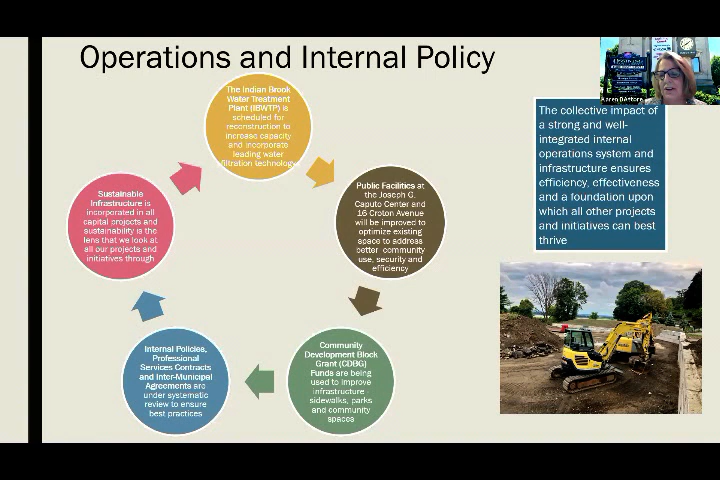 Operations and Internal Policy
The Indian Brook
Water Treatment
Plant (IBWTP) is
scheduled for
reconstruction to
increase capacity
and incorporate
leading water
filtration technology
Public Facilities at
the Joseph G.
Caputo Center and
16 Croton Avenue
will be improved to
optimize existing
space to address
better community
use, security and
efficiency
Community
Development Block
Grant (CDBG)
Funds are being
used to improve
infrastructure -
sidewalks, parks
and community
spaces
Internal Policies,
Professional
Services Contracts
and Inter-Municipal
Agreements are
under systematic
review to ensure
best practices
Sustainable
Infrastructure is
incorporated in all
capital projects and
sustainability is the
lens that we look at
all our projects and
initiatives through
Karen D'Attore
The collective impact of
a strong and well-
integrated internal
operations system and
infrastructure ensures
efficiency, effectiveness
and a foundation upon
which all other projects
and initiatives can best
thrive